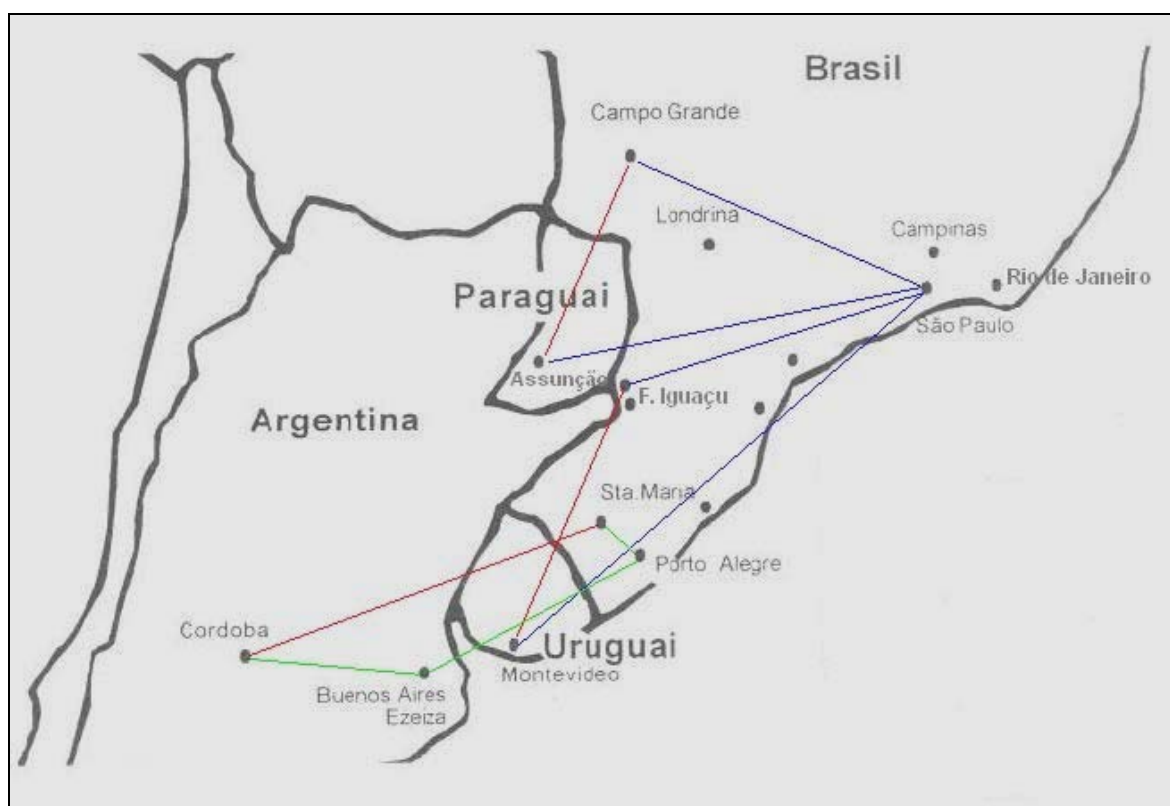 Brasil
Campo Grande
Londrina
Campinas
Rio de Janeiro
Paraguai
São Paulo
Assunção
F. Iguaçu
Argentina
Sta. Maria
Porto Alegre
Cordoba
Uruguai
Montevideo
Buenos Aires
Ezeiza